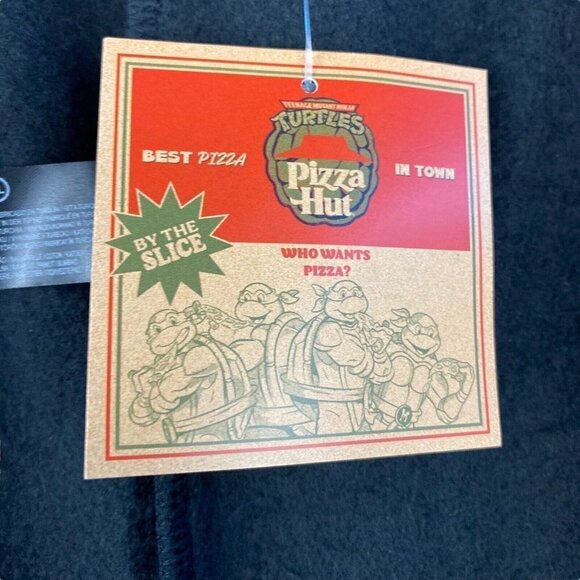 TEENAGE MUTANT NINJA
TURTLES
BEST PIZZA
Pizza
Hut
IN TOWN
BY THE
SLICE
WHO WANTS
PIZZA?